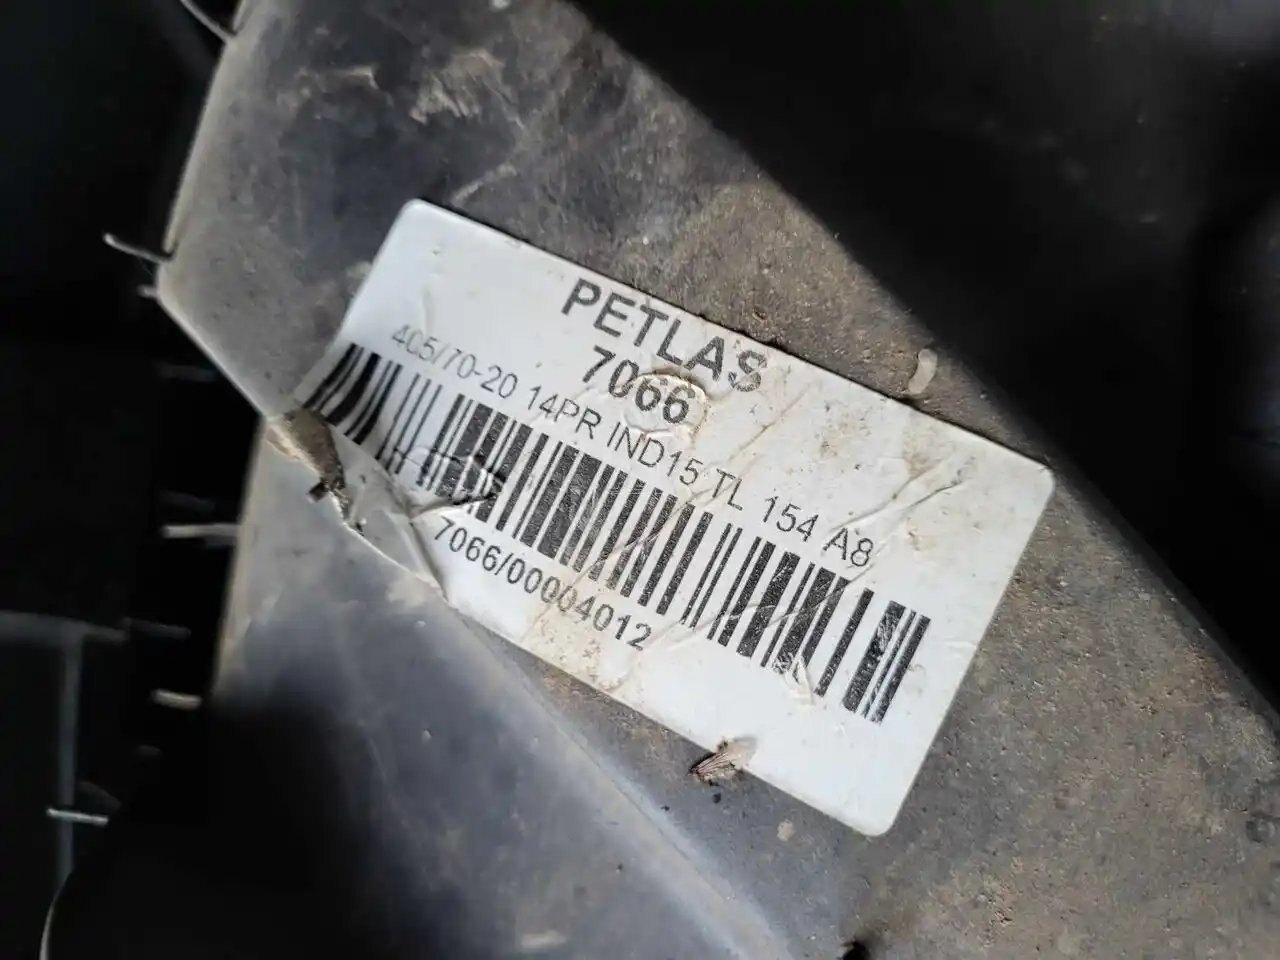 PETLAS
7066
405/70-20 14PR IND15 TL 154 A8
7066/00004012